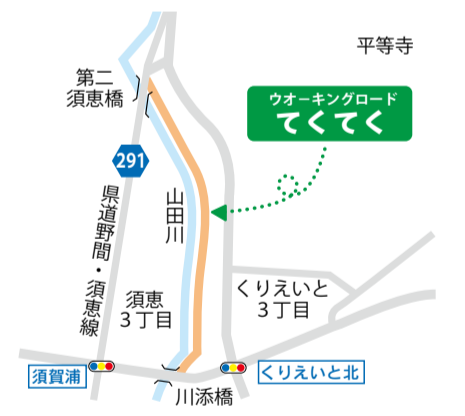 平等寺
第二
須恵橋
ウオーキングロード
てくてく
291
県道野間・須恵線
山田川
須恵
3丁目
くりえいと
3丁目
須賀浦
くりえいと北
川添橋